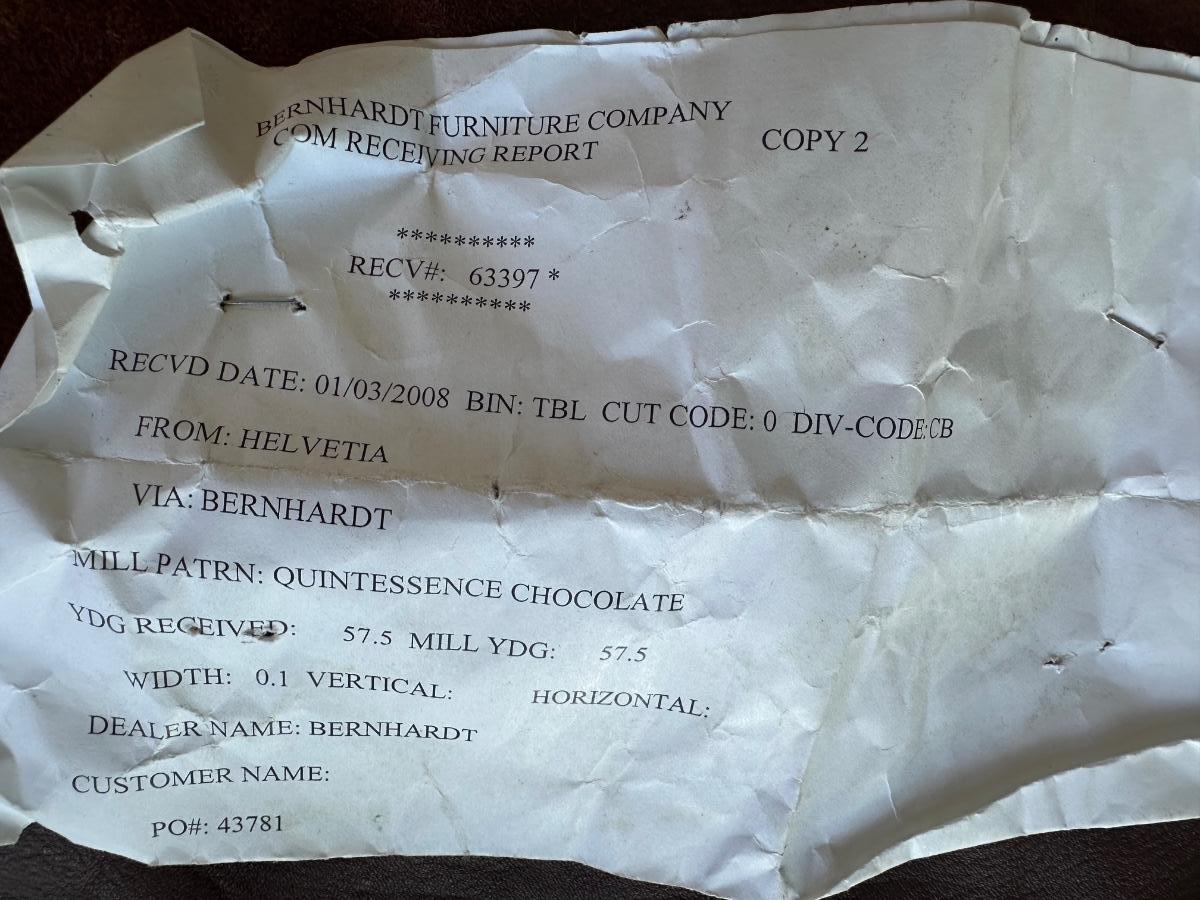 BERNHARDT FURNITURE COMPANY
COM RECEIVING REPORT COPY 2
**********
RECV#: 63397 *
**********
RECVD DATE: 01/03/2008 BIN: TBL CUT CODE: 0 DIV-CODE:CB
FROM: HELVETIA
VIA: BERNHARDT
MILL PATRN: QUINTESSENCE CHOCOLATE
YDG RECEIVED: 57.5 MILL YDG: 57.5
WIDTH: 0.1 VERTICAL: HORIZONTAL:
DEALER NAME: BERNHARDT
CUSTOMER NAME:
PO#: 43781